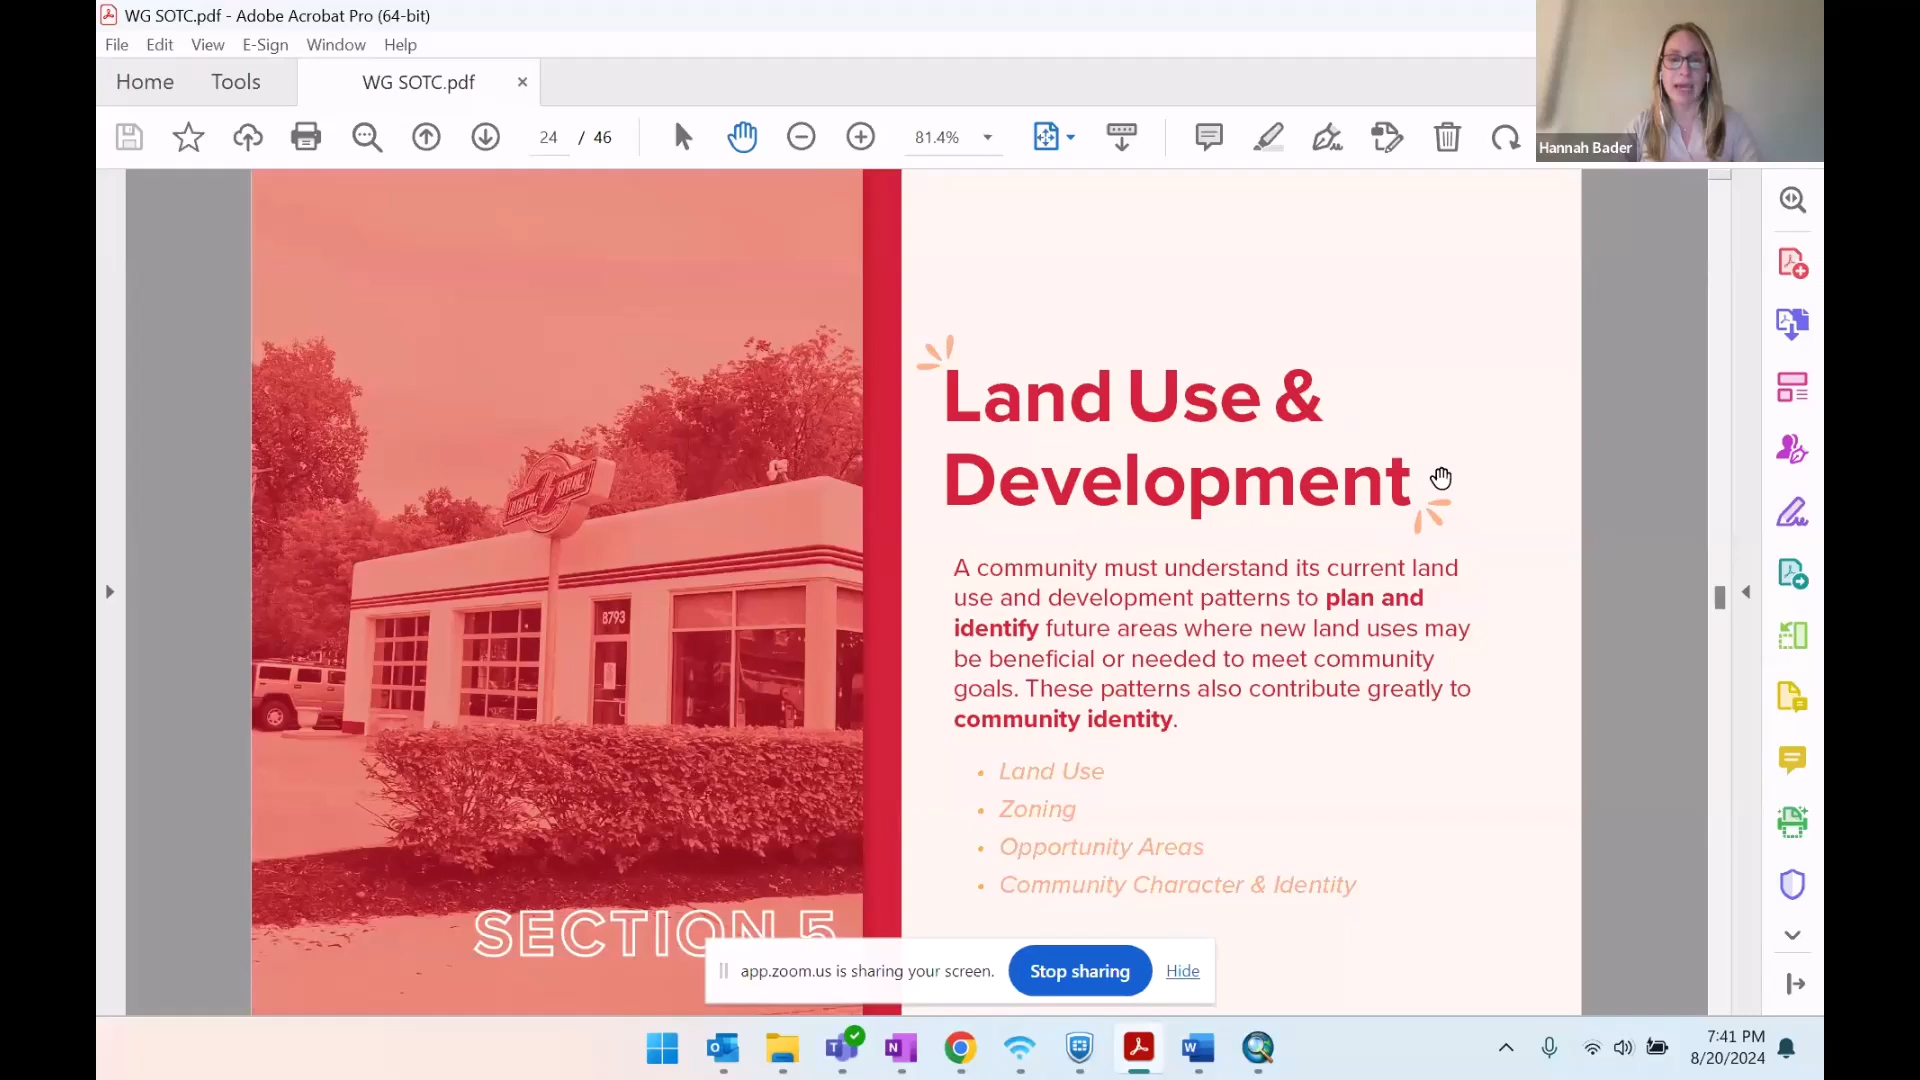 WG SOTC.pdf - Adobe Acrobat Pro (64-bit)
File Edit View E-Sign Window Help
Home Tools WG SOTC.pdf
24 / 46 81.4%
Hannah Bader
8793
SECTION 5
Land Use &
Development
A community must understand its current land
use and development patterns to plan and
identify future areas where new land uses may
be beneficial or needed to meet community
goals. These patterns also contribute greatly to
community identity.
• Land Use
• Zoning
• Opportunity Areas
• Community Character & Identity
app.zoom.us is sharing your screen. Stop sharing Hide
7:41 PM
8/20/2024